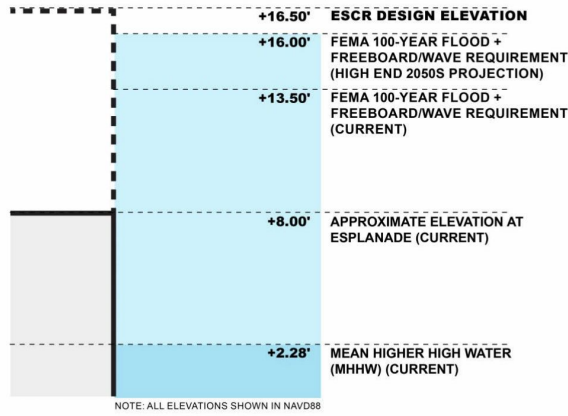 +16.50' ESCR DESIGN ELEVATION
+16.00' FEMA 100-YEAR FLOOD +
FREEBOARD/WAVE REQUIREMENT
(HIGH END 2050S PROJECTION)
+13.50' FEMA 100-YEAR FLOOD +
FREEBOARD/WAVE REQUIREMENT
(CURRENT)
+8.00' APPROXIMATE ELEVATION AT
ESPLANADE (CURRENT)
+2.28' MEAN HIGHER HIGH WATER
(MHHW) (CURRENT)
NOTE: ALL ELEVATIONS SHOWN IN NAVD88